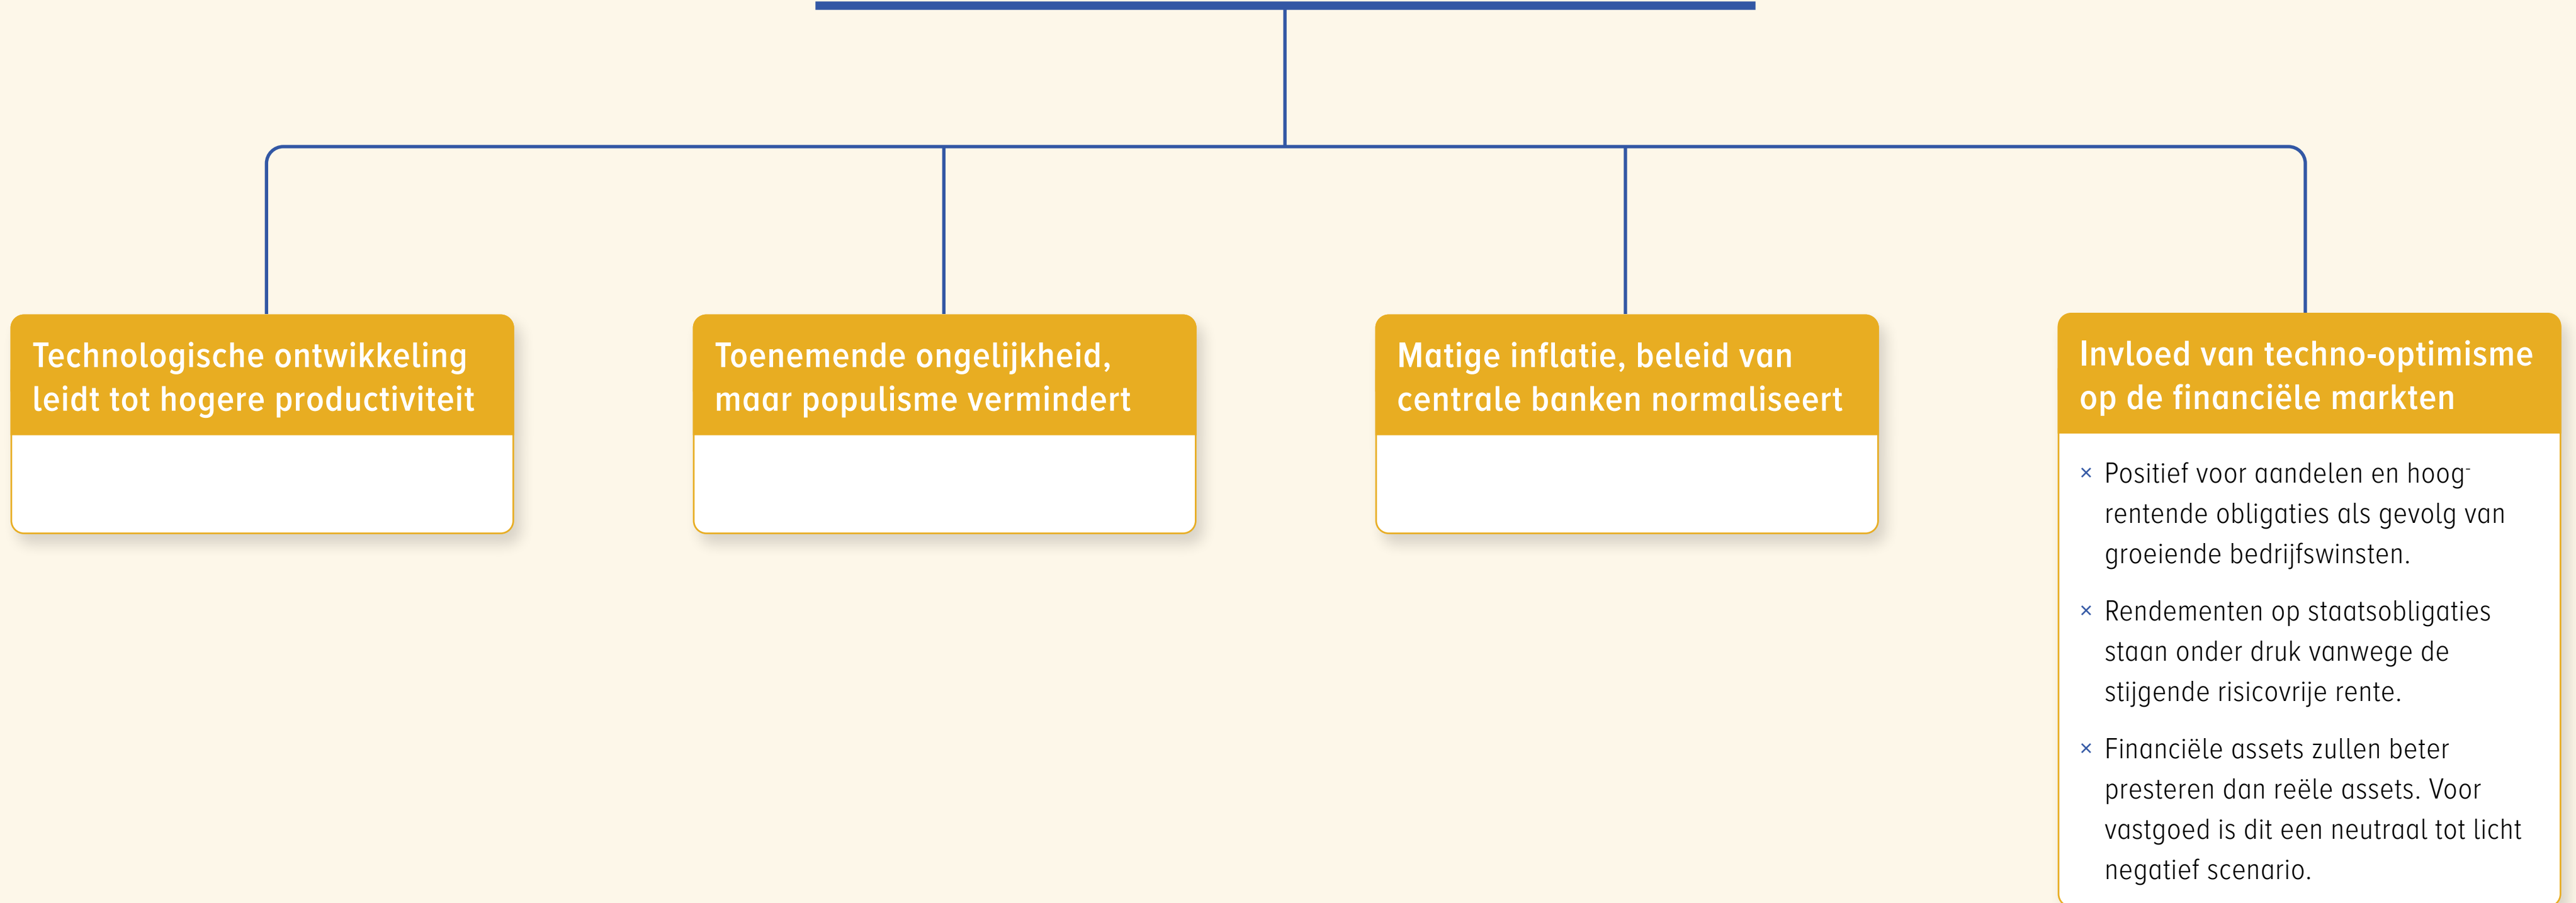 Technologische ontwikkeling
leidt tot hogere productiviteit
Toenemende ongelijkheid,
maar populisme vermindert
Matige inflatie, beleid van
centrale banken normaliseert
Invloed van techno-optimisme
op de financiële markten
× Positief voor aandelen en hoog-
rentende obligaties als gevolg van
groeiende bedrijfswinsten.
× Rendementen op staatsobligaties
staan onder druk vanwege de
stijgende risicovrije rente.
× Financiële assets zullen beter
presteren dan reële assets. Voor
vastgoed is dit een neutraal tot licht
negatief scenario.